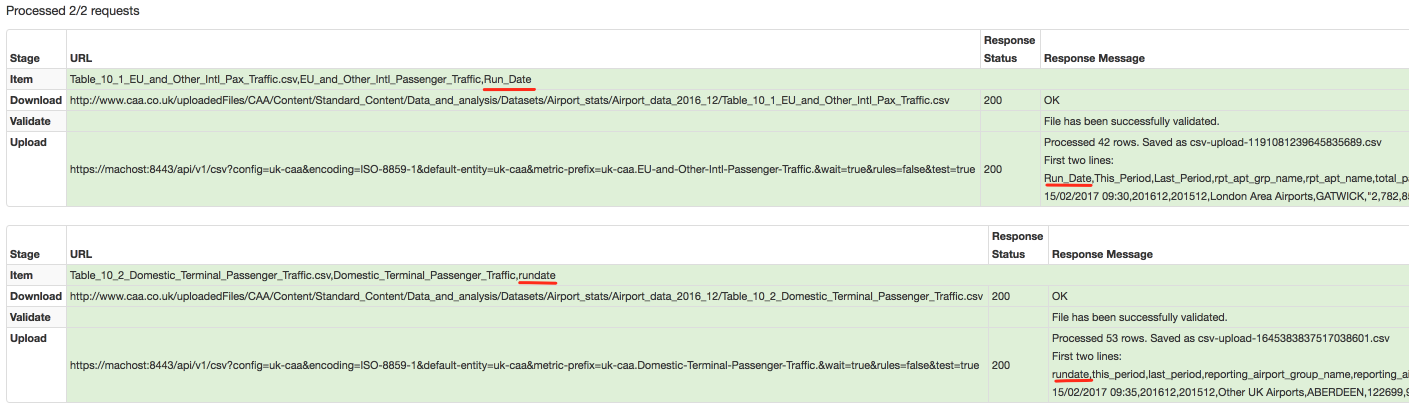 Processed 2/2 requests
Stage URL Response Status Response Message
Item Table_10_1_EU_and_Other_Intl_Pax_Traffic.csv,EU_and_Other_Intl_Passenger_Traffic,Run_Date
Download http://www.caa.co.uk/uploadedFiles/CAA/Content/Standard_Content/Data_and_analysis/Datasets/Airport_stats/Airport_data_2016_12/Table_10_1_EU_and_Other_Intl_Pax_Traffic.csv 200 OK
Validate File has been successfully validated.
Upload Processed 42 rows. Saved as csv-upload-1191081239645835689.csv
First two lines:
https://machost:8443/api/v1/csv?config=uk-caa&encoding=ISO-8859-1&default-entity=uk-caa&metric-prefix=uk-caa.EU-and-Other-Intl-Passenger-Traffic.&wait=true&rules=false&test=true 200
Run_Date,This_Period,Last_Period,rpt_apt_grp_name,rpt_apt_name,total_p
15/02/2017 09:30,201612,201512,London Area Airports,GATWICK,"2,782,8
Stage URL Response Status Response Message
Item Table_10_2_Domestic_Terminal_Passenger_Traffic.csv,Domestic_Terminal_Passenger_Traffic,rundate
Download http://www.caa.co.uk/uploadedFiles/CAA/Content/Standard_Content/Data_and_analysis/Datasets/Airport_stats/Airport_data_2016_12/Table_10_2_Domestic_Terminal_Passenger_Traffic.csv 200 OK
Validate File has been successfully validated.
Upload Processed 53 rows. Saved as csv-upload-1645383837517038601.csv
First two lines:
https://machost:8443/api/v1/csv?config=uk-caa&encoding=ISO-8859-1&default-entity=uk-caa&metric-prefix=uk-caa.Domestic-Terminal-Passenger-Traffic.&wait=true&rules=false&test=true 200
rundate,this_period,last_period,reporting_airport_group_name,reporting_ai
15/02/2017 09:35,201612,201512,Other UK Airports,ABERDEEN,122699,9